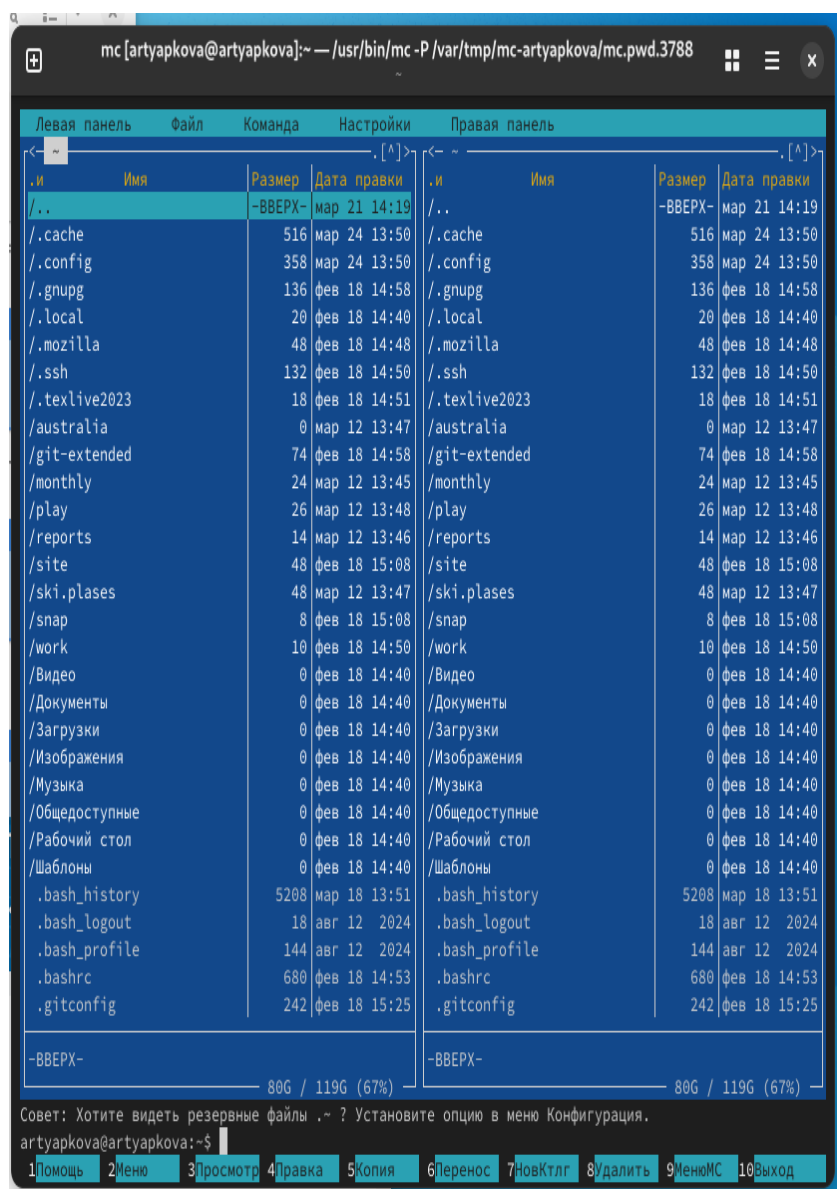 mc [artyapkova@artyapkova]:~ — /usr/bin/mc -P /var/tmp/mc-artyapkova/mc.pwd.3788
~
Левая панель Файл Команда Настройки Правая панель
<— ~ .[^]> <— ~ .[^]>
.и Имя Размер Дата правки .и Имя Размер Дата правки
/.. -ВВЕРХ- мар 21 14:19 /.. -ВВЕРХ- мар 21 14:19
/.cache 516 мар 24 13:50 /.cache 516 мар 24 13:50
/.config 358 мар 24 13:50 /.config 358 мар 24 13:50
/.gnupg 136 фев 18 14:58 /.gnupg 136 фев 18 14:58
/.local 20 фев 18 14:40 /.local 20 фев 18 14:40
/.mozilla 48 фев 18 14:48 /.mozilla 48 фев 18 14:48
/.ssh 132 фев 18 14:50 /.ssh 132 фев 18 14:50
/.texlive2023 18 фев 18 14:51 /.texlive2023 18 фев 18 14:51
/australia 0 мар 12 13:47 /australia 0 мар 12 13:47
/git-extended 74 фев 18 14:58 /git-extended 74 фев 18 14:58
/monthly 24 мар 12 13:45 /monthly 24 мар 12 13:45
/play 26 мар 12 13:48 /play 26 мар 12 13:48
/reports 14 мар 12 13:46 /reports 14 мар 12 13:46
/site 48 фев 18 15:08 /site 48 фев 18 15:08
/ski.plases 48 мар 12 13:47 /ski.plases 48 мар 12 13:47
/snap 8 фев 18 15:08 /snap 8 фев 18 15:08
/work 10 фев 18 14:50 /work 10 фев 18 14:50
/Видео 0 фев 18 14:40 /Видео 0 фев 18 14:40
/Документы 0 фев 18 14:40 /Документы 0 фев 18 14:40
/Загрузки 0 фев 18 14:40 /Загрузки 0 фев 18 14:40
/Изображения 0 фев 18 14:40 /Изображения 0 фев 18 14:40
/Музыка 0 фев 18 14:40 /Музыка 0 фев 18 14:40
/Общедоступные 0 фев 18 14:40 /Общедоступные 0 фев 18 14:40
/Рабочий стол 0 фев 18 14:40 /Рабочий стол 0 фев 18 14:40
/Шаблоны 0 фев 18 14:40 /Шаблоны 0 фев 18 14:40
.bash_history 5208 мар 18 13:51 .bash_history 5208 мар 18 13:51
.bash_logout 18 авг 12 2024 .bash_logout 18 авг 12 2024
.bash_profile 144 авг 12 2024 .bash_profile 144 авг 12 2024
.bashrc 680 фев 18 14:53 .bashrc 680 фев 18 14:53
.gitconfig 242 фев 18 15:25 .gitconfig 242 фев 18 15:25
-ВВЕРХ- -ВВЕРХ-
80G / 119G (67%) 80G / 119G (67%)
Совет: Хотите видеть резервные файлы .~ ? Установите опцию в меню Конфигурация.
artyapkova@artyapkova:~$
1Помощь 2Меню 3Просмотр 4Правка 5Копия 6Перенос 7НовКтлг 8Удалить 9МенюMC 10Выход